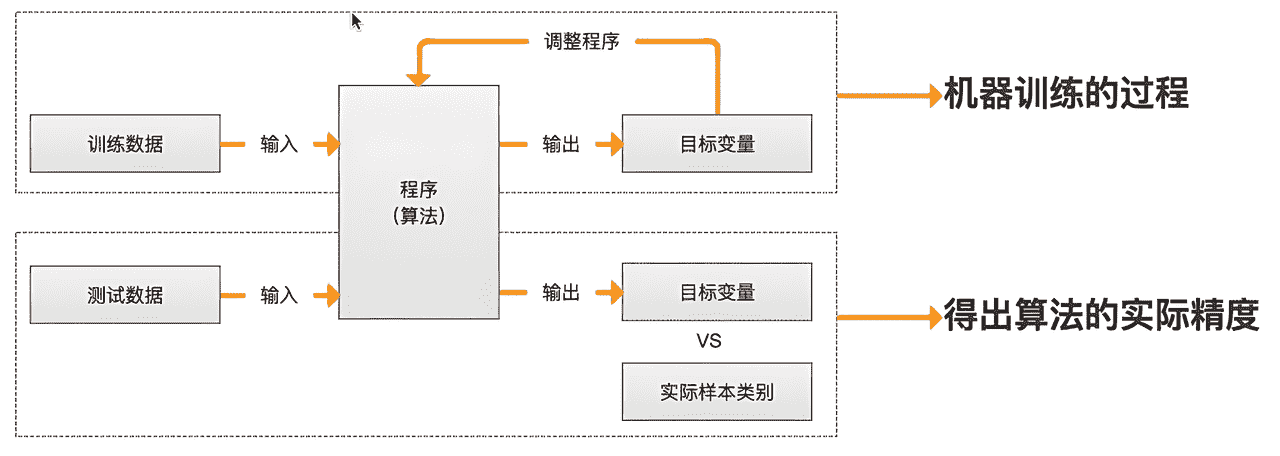 调整程序
机器训练的过程
训练数据
输入
输出
目标变量
程序
(算法)
测试数据
输入
输出
目标变量
得出算法的实际精度
VS
实际样本类别